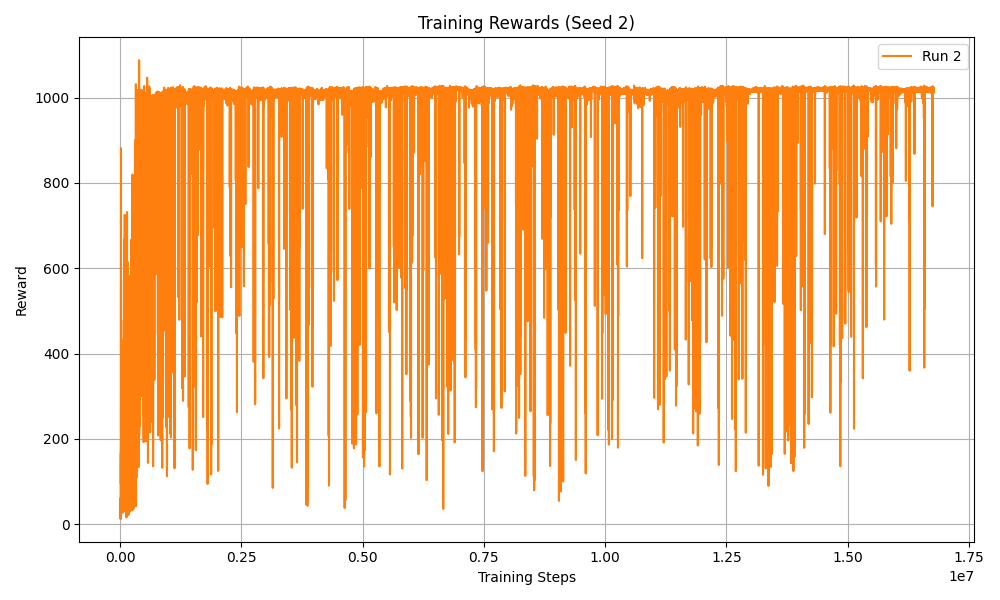 Training Rewards (Seed 2)
Run 2
Reward
1000
800
600
400
200
0
0.00 0.25 0.50 0.75 1.00 1.25 1.50 1.75
1e7
Training Steps